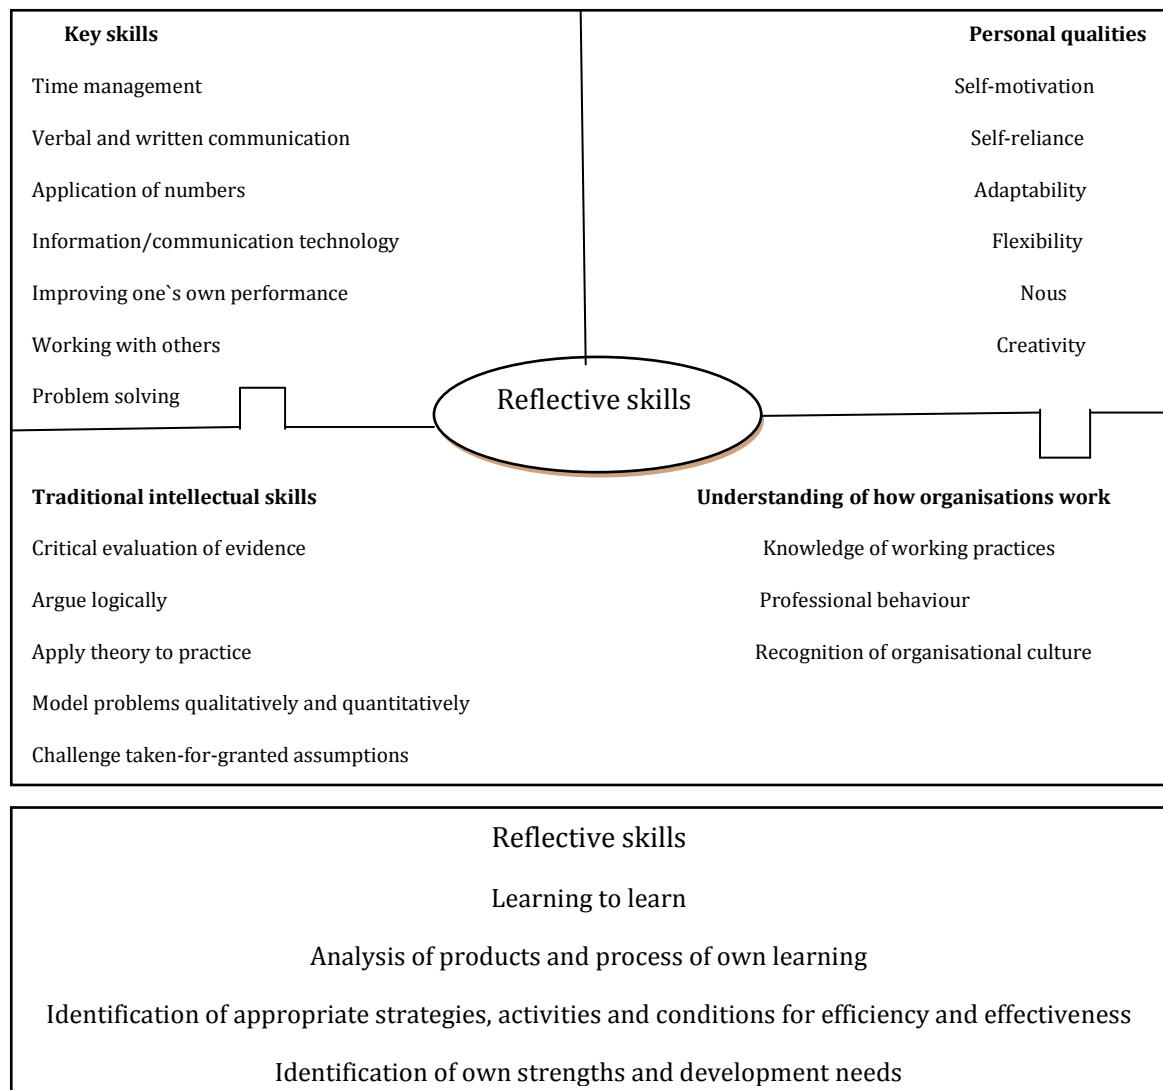 Key skills
Time management
Verbal and written communication
Application of numbers
Information/communication technology
Improving one`s own performance
Working with others
Problem solving
Personal qualities
Self-motivation
Self-reliance
Adaptability
Flexibility
Nous
Creativity
Reflective skills
Traditional intellectual skills
Critical evaluation of evidence
Argue logically
Apply theory to practice
Model problems qualitatively and quantitatively
Challenge taken-for-granted assumptions
Understanding of how organisations work
Knowledge of working practices
Professional behaviour
Recognition of organisational culture
Reflective skills
Learning to learn
Analysis of products and process of own learning
Identification of appropriate strategies, activities and conditions for efficiency and effectiveness
Identification of own strengths and development needs